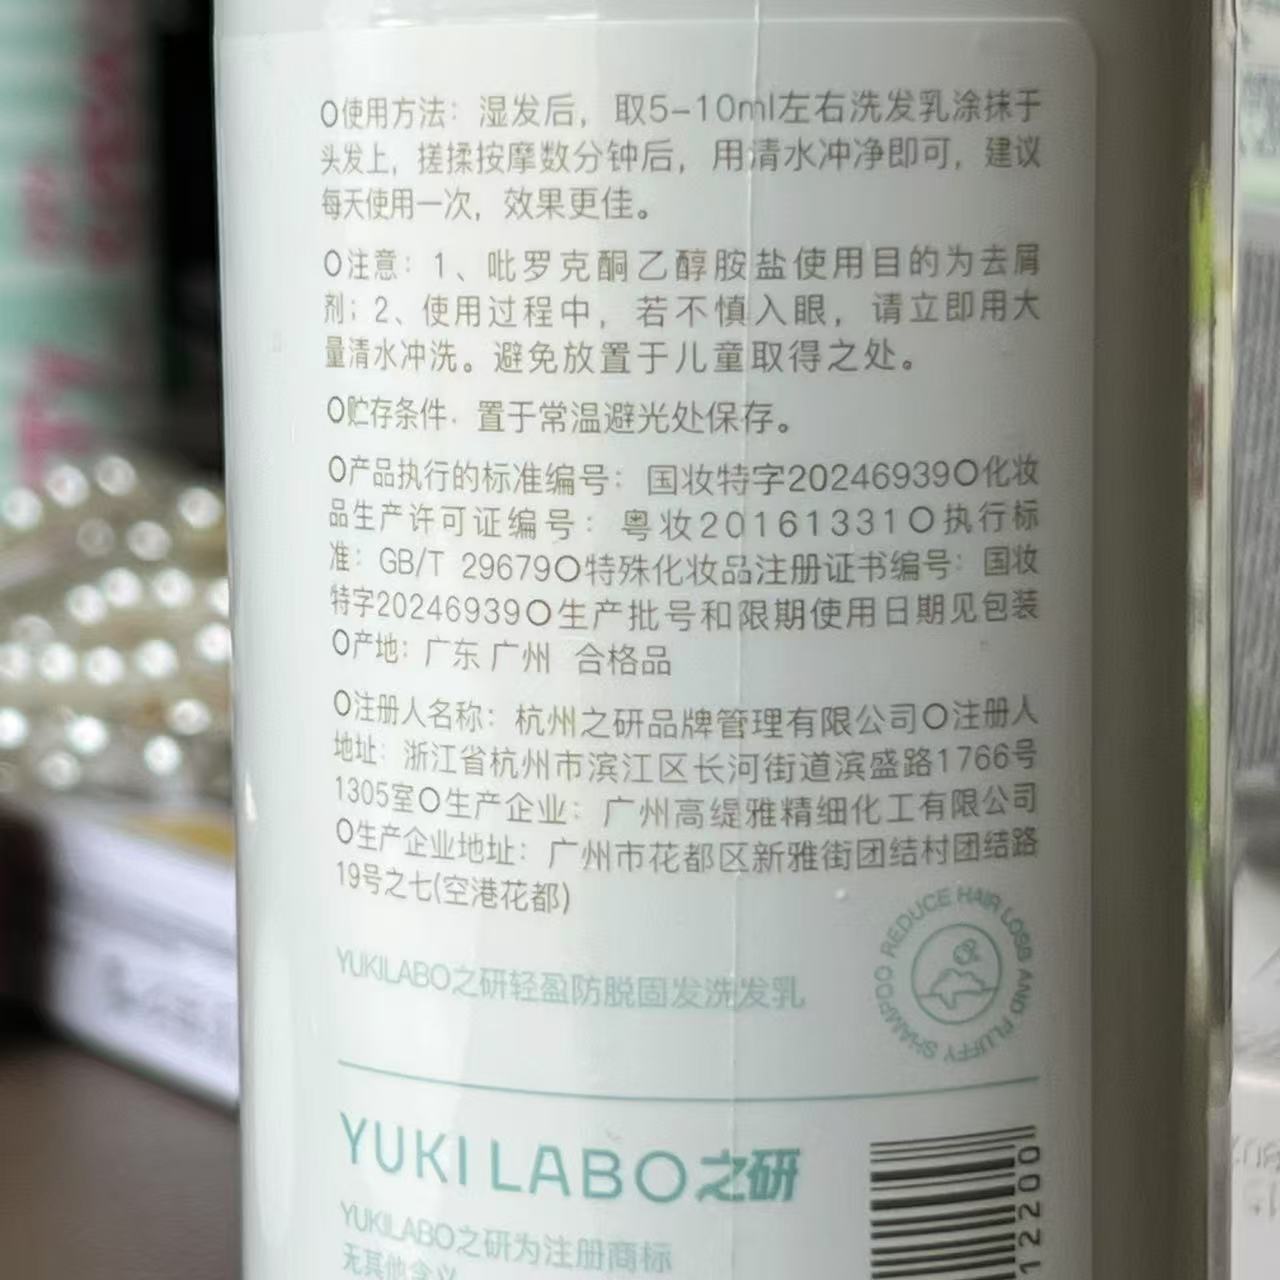 O使用方法：湿发后，取5-10ml左右洗发乳涂抹于
头发上，搓揉按摩数分钟后，用清水冲净即可，建议
每天使用一次，效果更佳。
O注意：1、吡罗克酮乙醇胺盐使用目的为去屑
剂；2、使用过程中，若不慎入眼，请立即用大
量清水冲洗。避免放置于儿童取得之处。
O贮存条件：置于常温避光处保存。
O产品执行的标准编号：国妆特字20246939O化妆
品生产许可证编号：粤妆20161331O执行标
准：GB/T 29679O特殊化妆品注册证书编号：国妆
特字20246939O生产批号和限期使用日期见包装
O产地：广东 广州 合格品
O注册人名称：杭州之研品牌管理有限公司O注册人
地址：浙江省杭州市滨江区长河街道滨盛路1766号
1305室O生产企业：广州高缇雅精细化工有限公司
O生产企业地址：广州市花都区新雅街团结村团结路
19号之七(空港花都)
REDUCE HAIR LOSS AND FLUFFY SHAMPOO
YUKILABO之研轻盈防脱固发洗发乳
YUKI LABO之研
YUKILABO之研为注册商标
无其他含义
12200